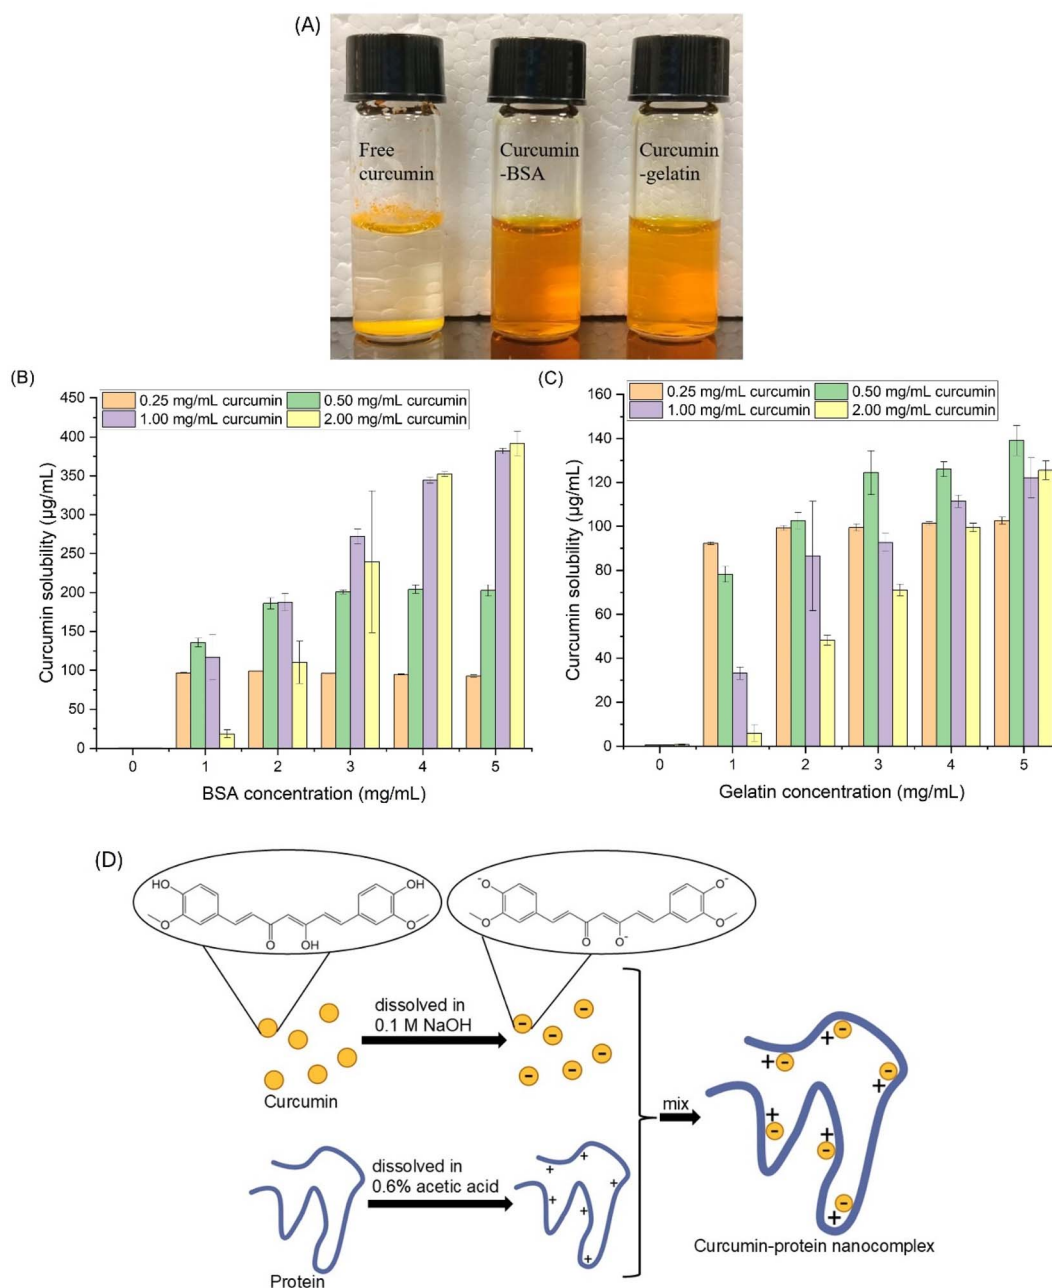 (A)
Free
curcumin
Curcumin
-BSA
Curcumin
-gelatin
(B)
0.25 mg/mL curcumin
0.50 mg/mL curcumin
1.00 mg/mL curcumin
2.00 mg/mL curcumin
Curcumin solubility (µg/mL)
450
400
350
300
250
200
150
100
50
0
0 1 2 3 4 5
BSA concentration (mg/mL)
(C)
0.25 mg/mL curcumin
0.50 mg/mL curcumin
1.00 mg/mL curcumin
2.00 mg/mL curcumin
Curcumin solubility (µg/mL)
160
140
120
100
80
60
40
20
0
0 1 2 3 4 5
Gelatin concentration (mg/mL)
(D)
HO
OH
O
O
O
OH
O⁻
O⁻
O
O
O
O⁻
dissolved in
0.1 M NaOH
Curcumin
mix
dissolved in
0.6% acetic acid
Protein
Curcumin-protein nanocomplex